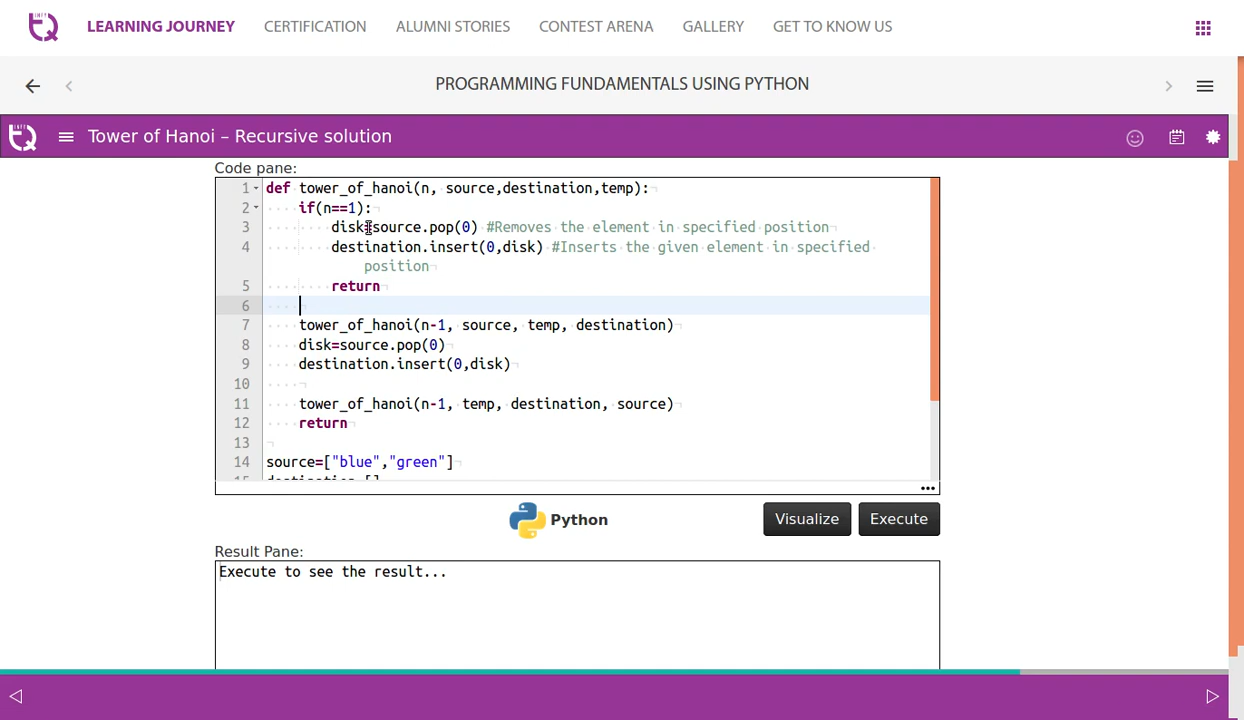 LEARNING JOURNEY CERTIFICATION ALUMNI STORIES CONTEST ARENA GALLERY GET TO KNOW US
PROGRAMMING FUNDAMENTALS USING PYTHON
Tower of Hanoi – Recursive solution
Code pane:
1 def tower_of_hanoi(n, source,destination,temp):
2 if(n==1):
3 disk=source.pop(0) #Removes the element in specified position
4 destination.insert(0,disk) #Inserts the given element in specified
position
5 return
6
7 tower_of_hanoi(n-1, source, temp, destination)
8 disk=source.pop(0)
9 destination.insert(0,disk)
10
11 tower_of_hanoi(n-1, temp, destination, source)
12 return
13
14 source=["blue","green"]
Python
Visualize Execute
Result Pane:
Execute to see the result...